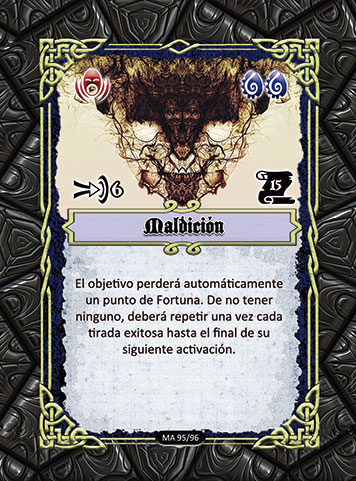 6
15
Maldición
El objetivo perderá automáticamente
un punto de Fortuna. De no tener
ninguno, deberá repetir una vez cada
tirada exitosa hasta el final de su
siguiente activación.
MA 95/96